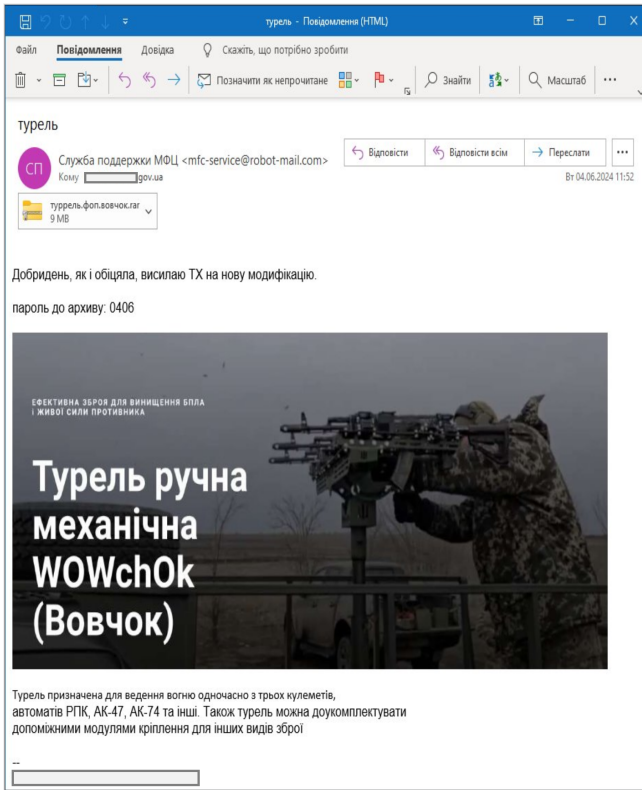 турель - Повідомлення (HTML)
Файл Повідомлення Довідка Скажіть, що потрібно зробити
Позначити як непрочитане Знайти Масштаб
турель
СП
Служба поддержки МФЦ <mfc-service@robot-mail.com>
Кому gov.ua
Відповісти Відповісти всім Переслати
Вт 04.06.2024 11:52
туррель.фоп.вовчок.rar
9 MB
Добридень, як і обіцяла, висилаю ТХ на нову модифікацію.
пароль до архиву: 0406
ЕФЕКТИВНА ЗБРОЯ ДЛЯ ВИНИЩЕННЯ БПЛА
І ЖИВОЇ СИЛИ ПРОТИВНИКА
Турель ручна
механічна
WOWchOk
(Вовчок)
Турель призначена для ведення вогню одночасно з трьох кулеметів,
автоматів РПК, АК-47, АК-74 та інші. Також турель можна доукомплектувати
допоміжними модулями кріплення для інших видів зброї
--